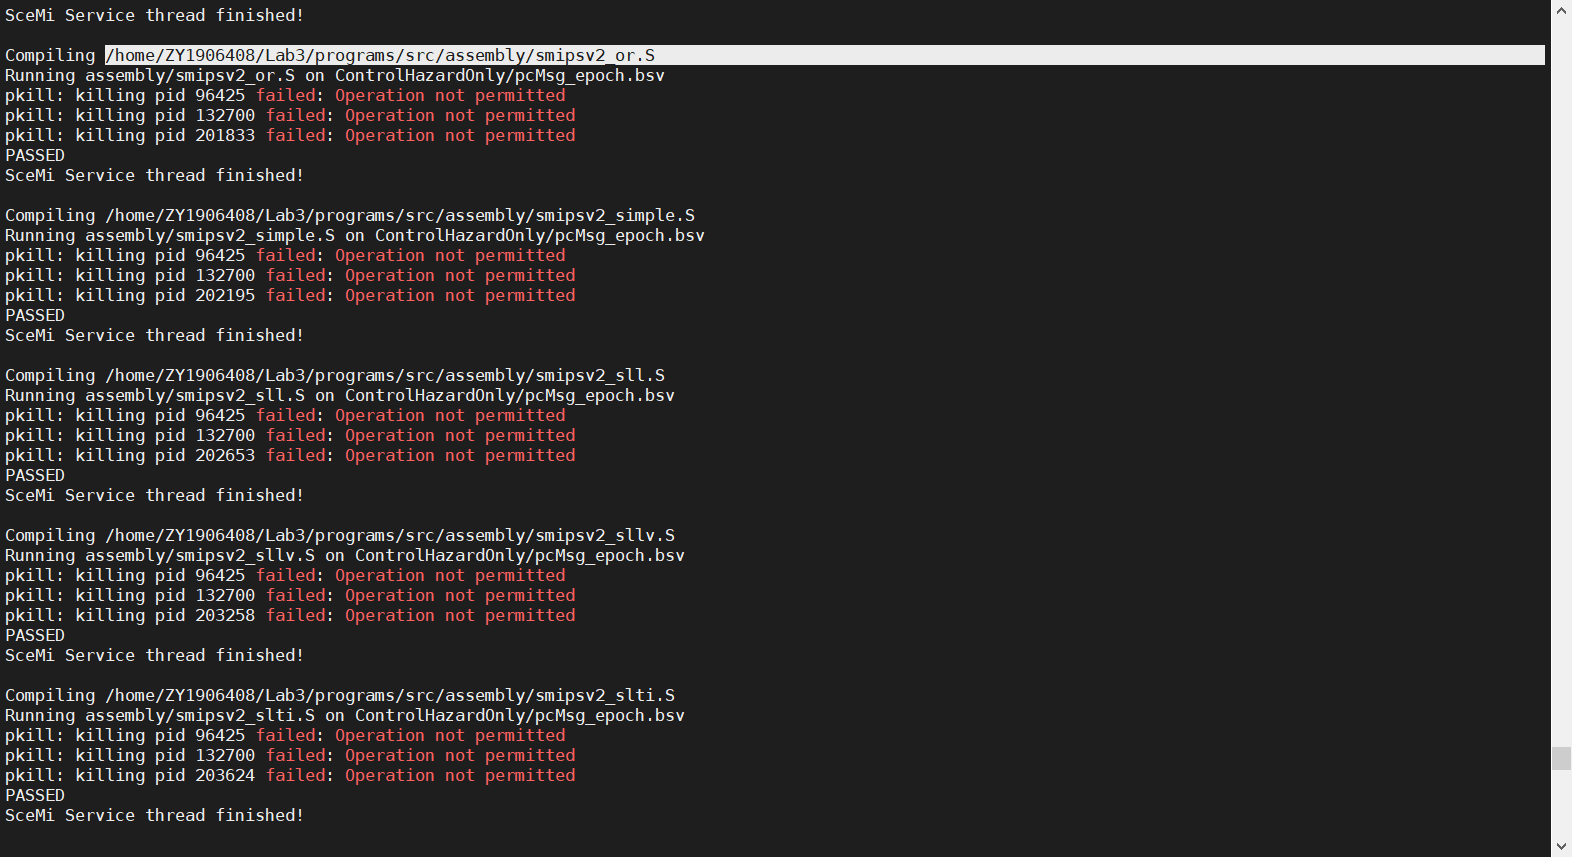 SceMi Service thread finished!
Compiling /home/ZY1906408/Lab3/programs/src/assembly/smipsv2_or.S
Running assembly/smipsv2_or.S on ControlHazardOnly/pcMsg_epoch.bsv
pkill: killing pid 96425 failed: Operation not permitted
pkill: killing pid 132700 failed: Operation not permitted
pkill: killing pid 201833 failed: Operation not permitted
PASSED
SceMi Service thread finished!
Compiling /home/ZY1906408/Lab3/programs/src/assembly/smipsv2_simple.S
Running assembly/smipsv2_simple.S on ControlHazardOnly/pcMsg_epoch.bsv
pkill: killing pid 96425 failed: Operation not permitted
pkill: killing pid 132700 failed: Operation not permitted
pkill: killing pid 202195 failed: Operation not permitted
PASSED
SceMi Service thread finished!
Compiling /home/ZY1906408/Lab3/programs/src/assembly/smipsv2_sll.S
Running assembly/smipsv2_sll.S on ControlHazardOnly/pcMsg_epoch.bsv
pkill: killing pid 96425 failed: Operation not permitted
pkill: killing pid 132700 failed: Operation not permitted
pkill: killing pid 202653 failed: Operation not permitted
PASSED
SceMi Service thread finished!
Compiling /home/ZY1906408/Lab3/programs/src/assembly/smipsv2_sllv.S
Running assembly/smipsv2_sllv.S on ControlHazardOnly/pcMsg_epoch.bsv
pkill: killing pid 96425 failed: Operation not permitted
pkill: killing pid 132700 failed: Operation not permitted
pkill: killing pid 203258 failed: Operation not permitted
PASSED
SceMi Service thread finished!
Compiling /home/ZY1906408/Lab3/programs/src/assembly/smipsv2_slti.S
Running assembly/smipsv2_slti.S on ControlHazardOnly/pcMsg_epoch.bsv
pkill: killing pid 96425 failed: Operation not permitted
pkill: killing pid 132700 failed: Operation not permitted
pkill: killing pid 203624 failed: Operation not permitted
PASSED
SceMi Service thread finished!